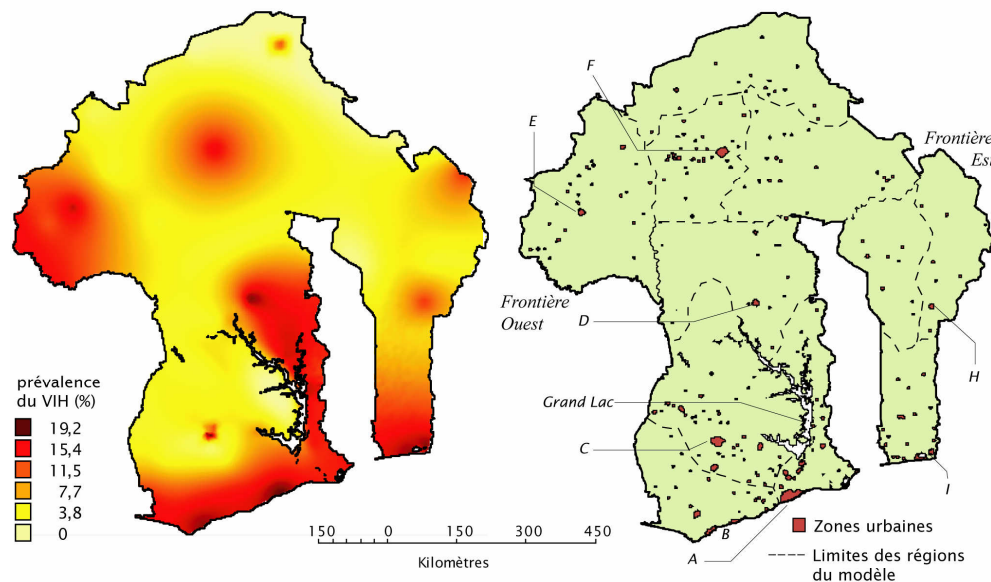 F
E
Frontière
Est
Frontière
Ouest
D
Grand Lac
C
H
I
B
A
prévalence
du VIH (%)
19,2
15,4
11,5
7,7
3,8
0
150 0 150 300 450
Kilomètres
Zones urbaines
Limites des régions
du modèle